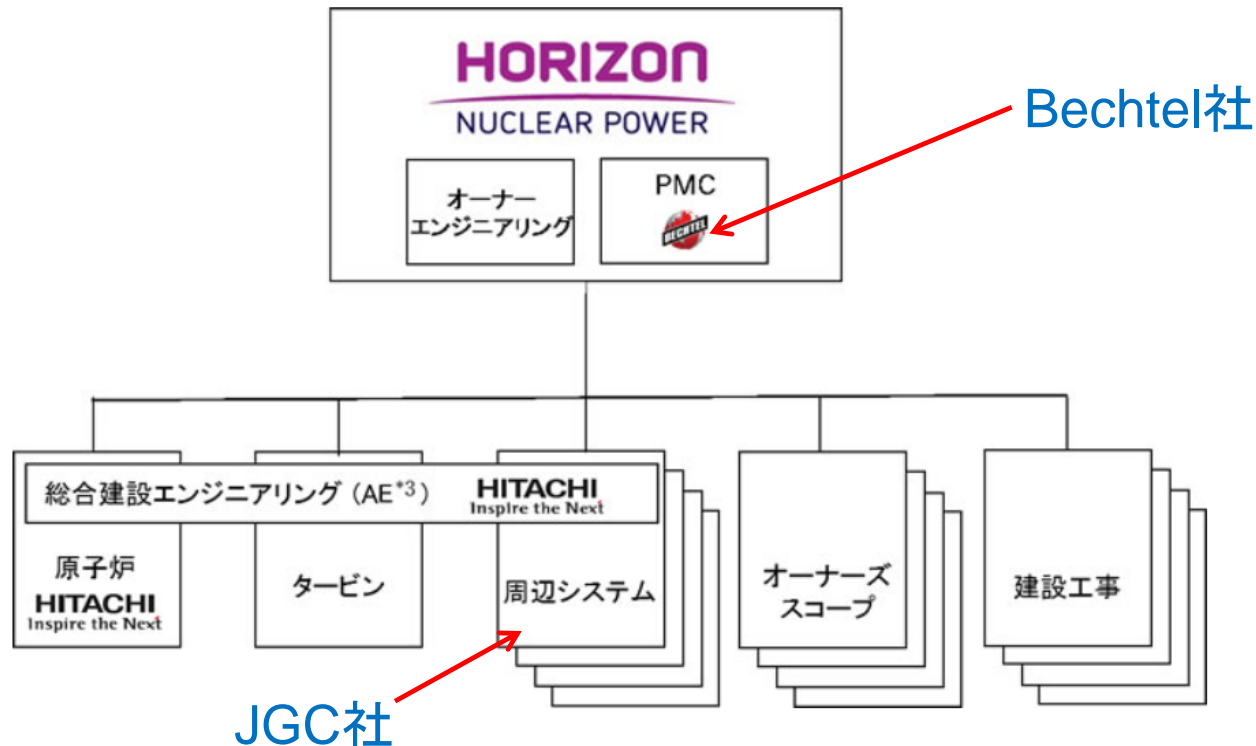 HORIZON
NUCLEAR POWER
Bechtel社
オーナー
エンジニアリング
PMC
BECHTEL
総合建設エンジニアリング（AE*3）
HITACHI
Inspire the Next
原子炉
HITACHI
Inspire the Next
タービン
周辺システム
オーナーズ
スコープ
建設工事
JGC社